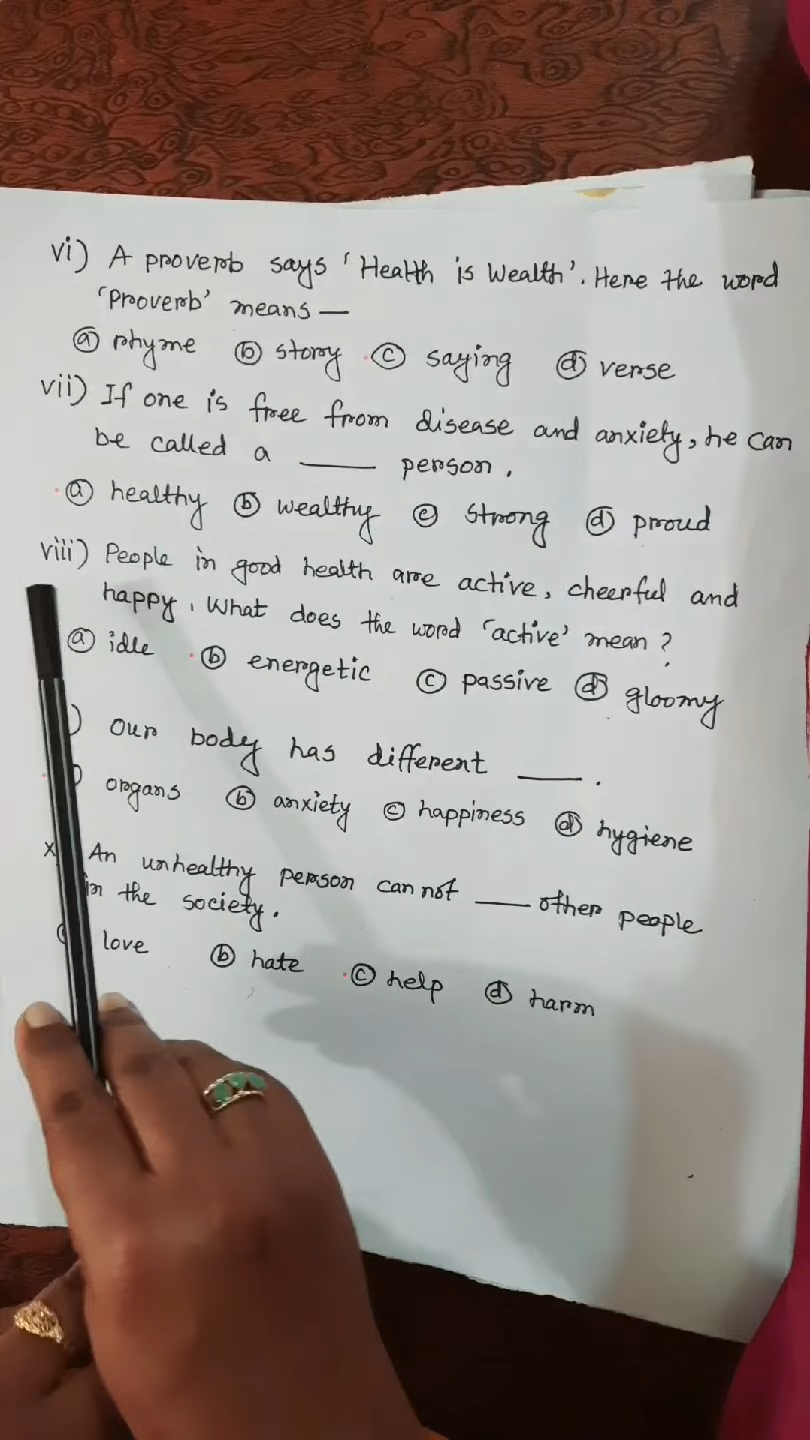 vi) A proverb says 'Health is Wealth'. Here the word
'Proverb' means —
ⓐ rhyme ⓑ story ⓒ saying ⓓ verse
vii) If one is free from disease and anxiety, he can
be called a ____ person.
ⓐ healthy ⓑ wealthy ⓒ strong ⓓ proud
viii) People in good health are active, cheerful and
happy. What does the word 'active' mean?
ⓐ idle ⓑ energetic ⓒ passive ⓓ gloomy
) Our body has different ____.
organs ⓑ anxiety ⓒ happiness ⓓ hygiene
x An unhealthy person can not ____ other people
in the society.
love ⓑ hate ⓒ help ⓓ harm